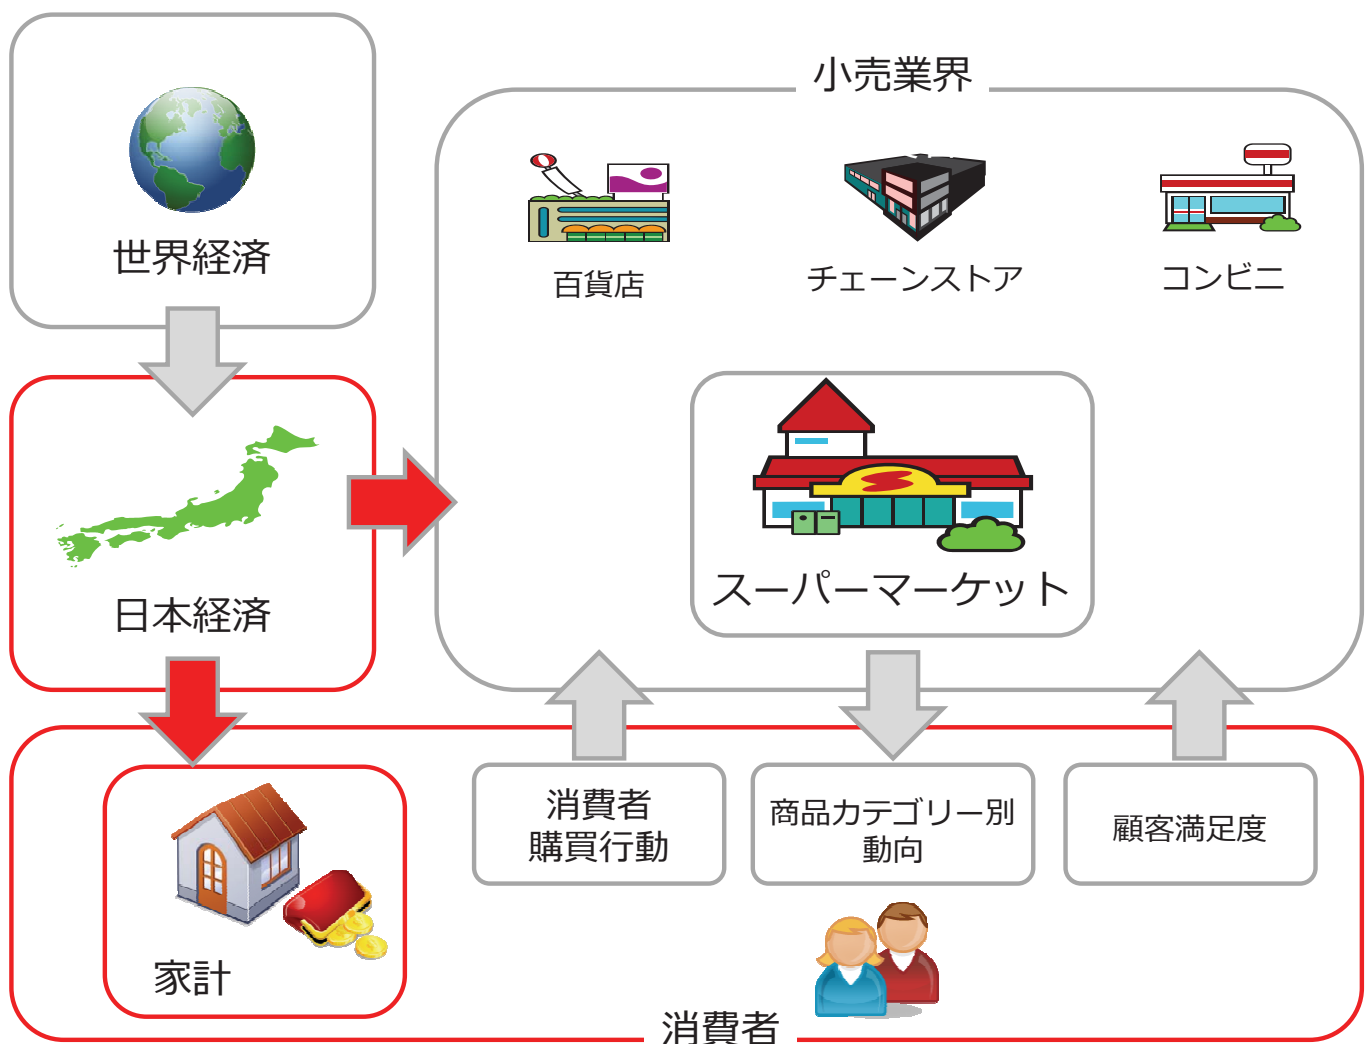 小売業界
世界経済
百貨店
チェーンストア
コンビニ
スーパーマーケット
日本経済
消費者
購買行動
商品カテゴリー別
動向
顧客満足度
家計
消費者